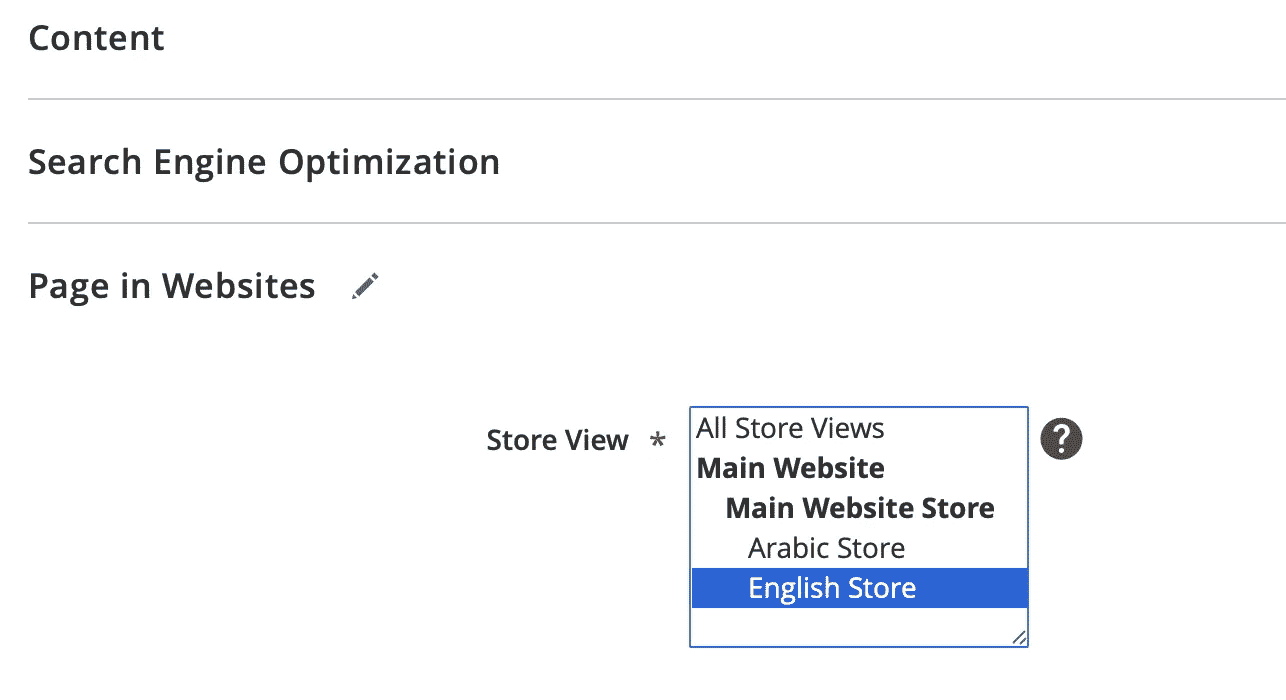 Content
Search Engine Optimization
Page in Websites
Store View *
All Store Views
Main Website
Main Website Store
Arabic Store
English Store
?